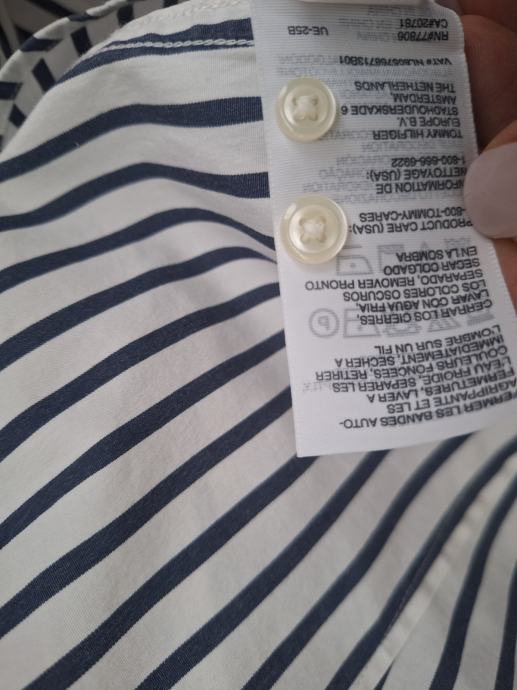 FERMER LES BANDES AUTO-
AGRIPPANTE ET LES
FERMETURES, LAVER A
L'EAU FROIDE, SEPARER LES
COULEURS FONCEES, RETIRER
IMMEDIATEMENT, SECHER A
L'OMBRE SUR UN FIL
CERRAR LOS CIERRES,
LAVAR CON AGUA FRIA,
LOS COLORES OSCUROS
SEPARADO, REMOVER PRONTO
SECAR COLGADO
EN LA SOMBRA
PRODUCT CARE (USA):
-800-TOMMY-CARES
INFORMATION DE
NETTOYAGE (USA):
1-800-666-6922
TOMMY HILFIGER
EUROPE B.V.
STADHOUDERSKADE 6
AMSTERDAM,
THE NETHERLANDS
VAT# NL805768713B01
RN#77806
CA#20781
UE-25B